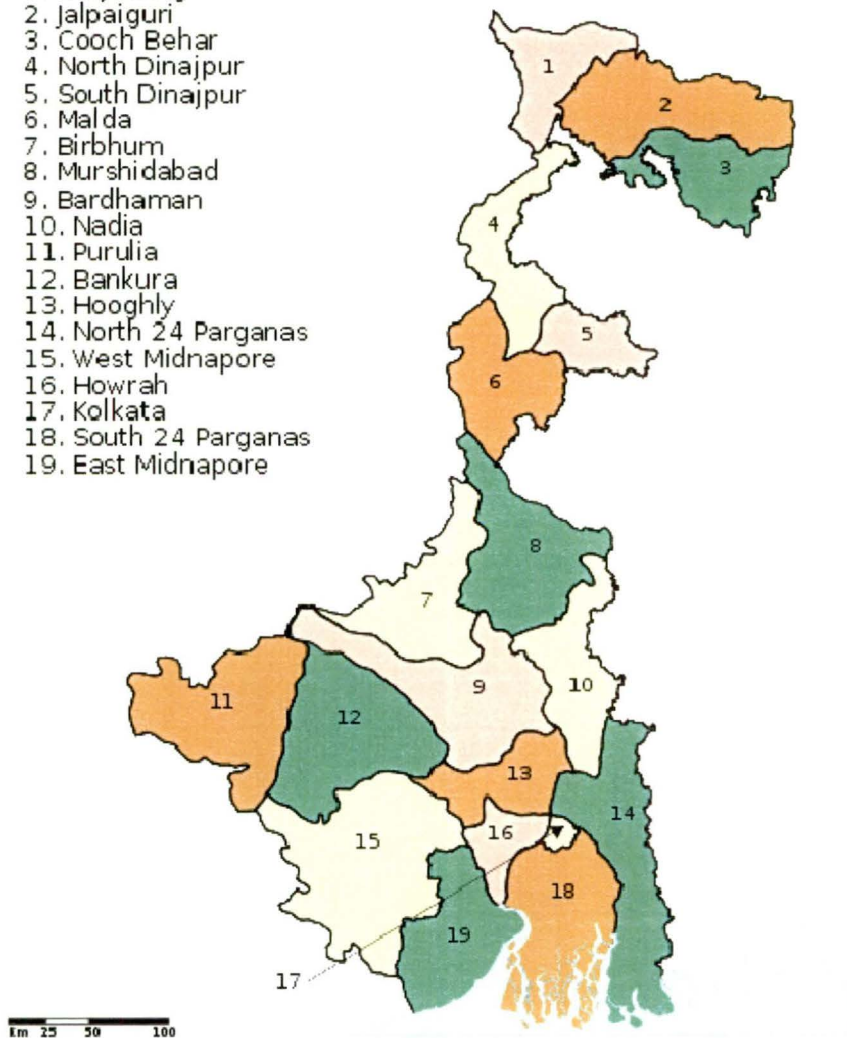 2. Jalpaiguri
3. Cooch Behar
4. North Dinajpur
5. South Dinajpur
6. Malda
7. Birbhum
8. Murshidabad
9. Bardhaman
10. Nadia
11. Purulia
12. Bankura
13. Hooghly
14. North 24 Parganas
15. West Midnapore
16. Howrah
17. Kolkata
18. South 24 Parganas
19. East Midnapore
1
2
3
4
5
6
8
7
9
10
11
12
13
14
16
15
18
19
17
Km 25 50 100